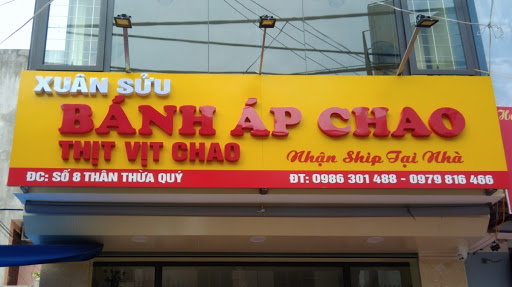 XUÂN SỬU
BÁNH ÁP CHAO
THỊT VỊT CHAO
Nhận Ship Tại Nhà
ĐC: SỐ 8 THÂN THỪA QUÝ
ĐT: 0986 301 488 - 0979 816 466